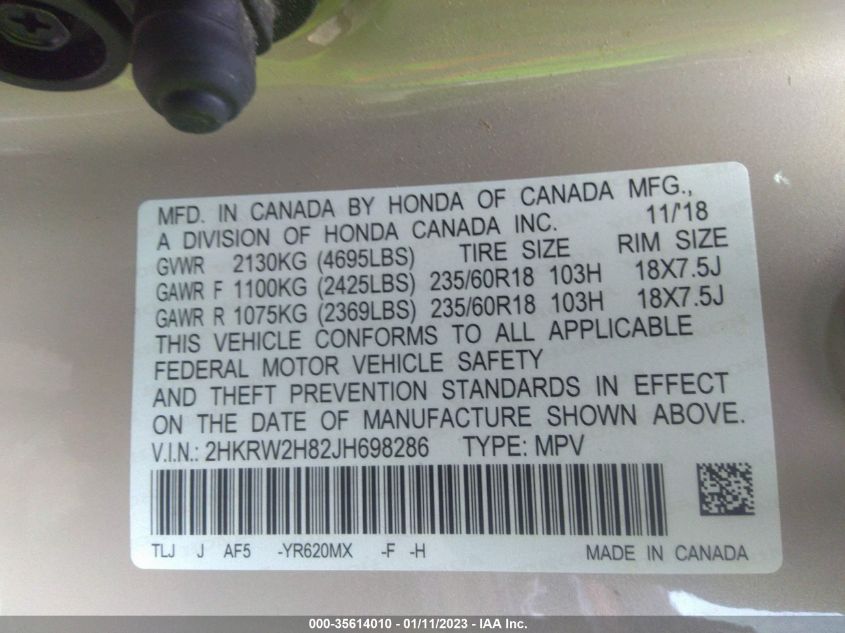 MFD. IN CANADA BY HONDA OF CANADA MFG.,
A DIVISION OF HONDA CANADA INC. 11/'18
GVWR 2130KG (4695LBS) TIRE SIZE RIM SIZE
GAWR F 1100KG (2425LBS) 235/60R18 103H 18X7.5J
GAWR R 1075KG (2369LBS) 235/60R18 103H 18X7.5J
THIS VEHICLE CONFORMS TO ALL APPLICABLE
FEDERAL MOTOR VEHICLE SAFETY
AND THEFT PREVENTION STANDARDS IN EFFECT
ON THE DATE OF MANUFACTURE SHOWN ABOVE.
V.I.N.: 2HKRW2H82JH698286 TYPE: MPV
TLJ J AF5 -YR620MX -F -H MADE IN CANADA
000-35614010 - 01/11/2023 - IAA Inc.